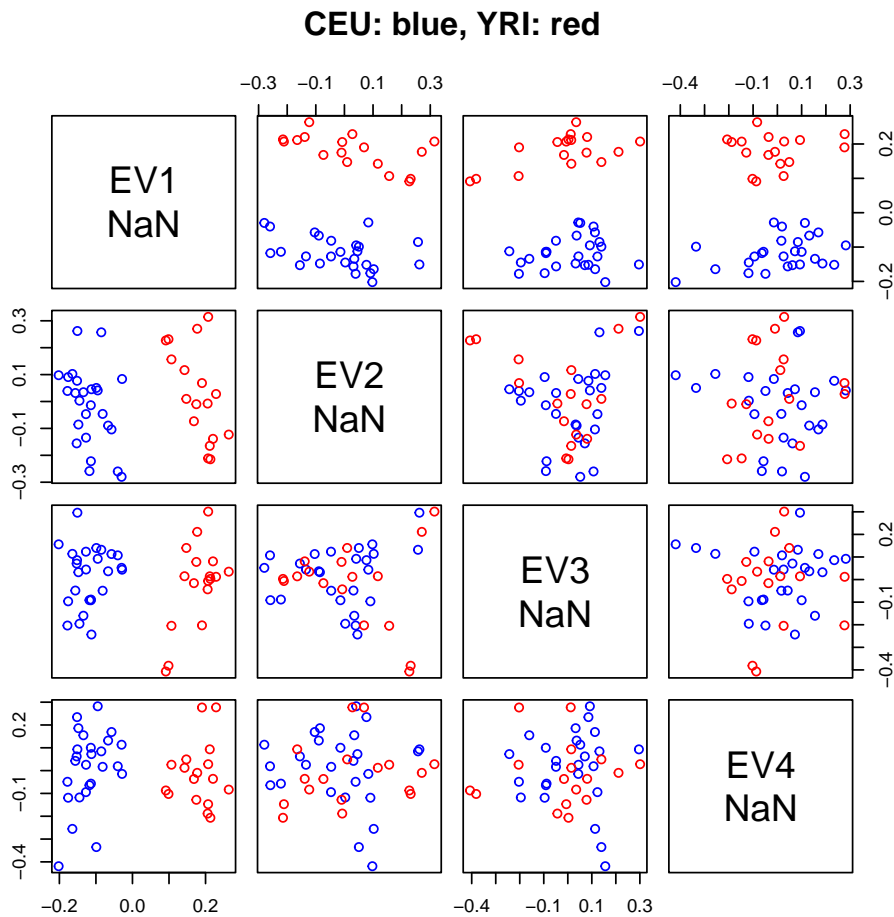 CEU: blue, YRI: red
−0.3 −0.1 0.1 0.3 −0.4 −0.1 0.1 0.3
EV1
NaN
−0.2 0.0 0.2
EV2
NaN
−0.3 −0.1 0.1 0.3
EV3
NaN
−0.4 −0.1 0.1 0.3
EV4
NaN
−0.4 −0.1 0.2
−0.2 0.0 0.2 −0.4 −0.1 0.1 0.3